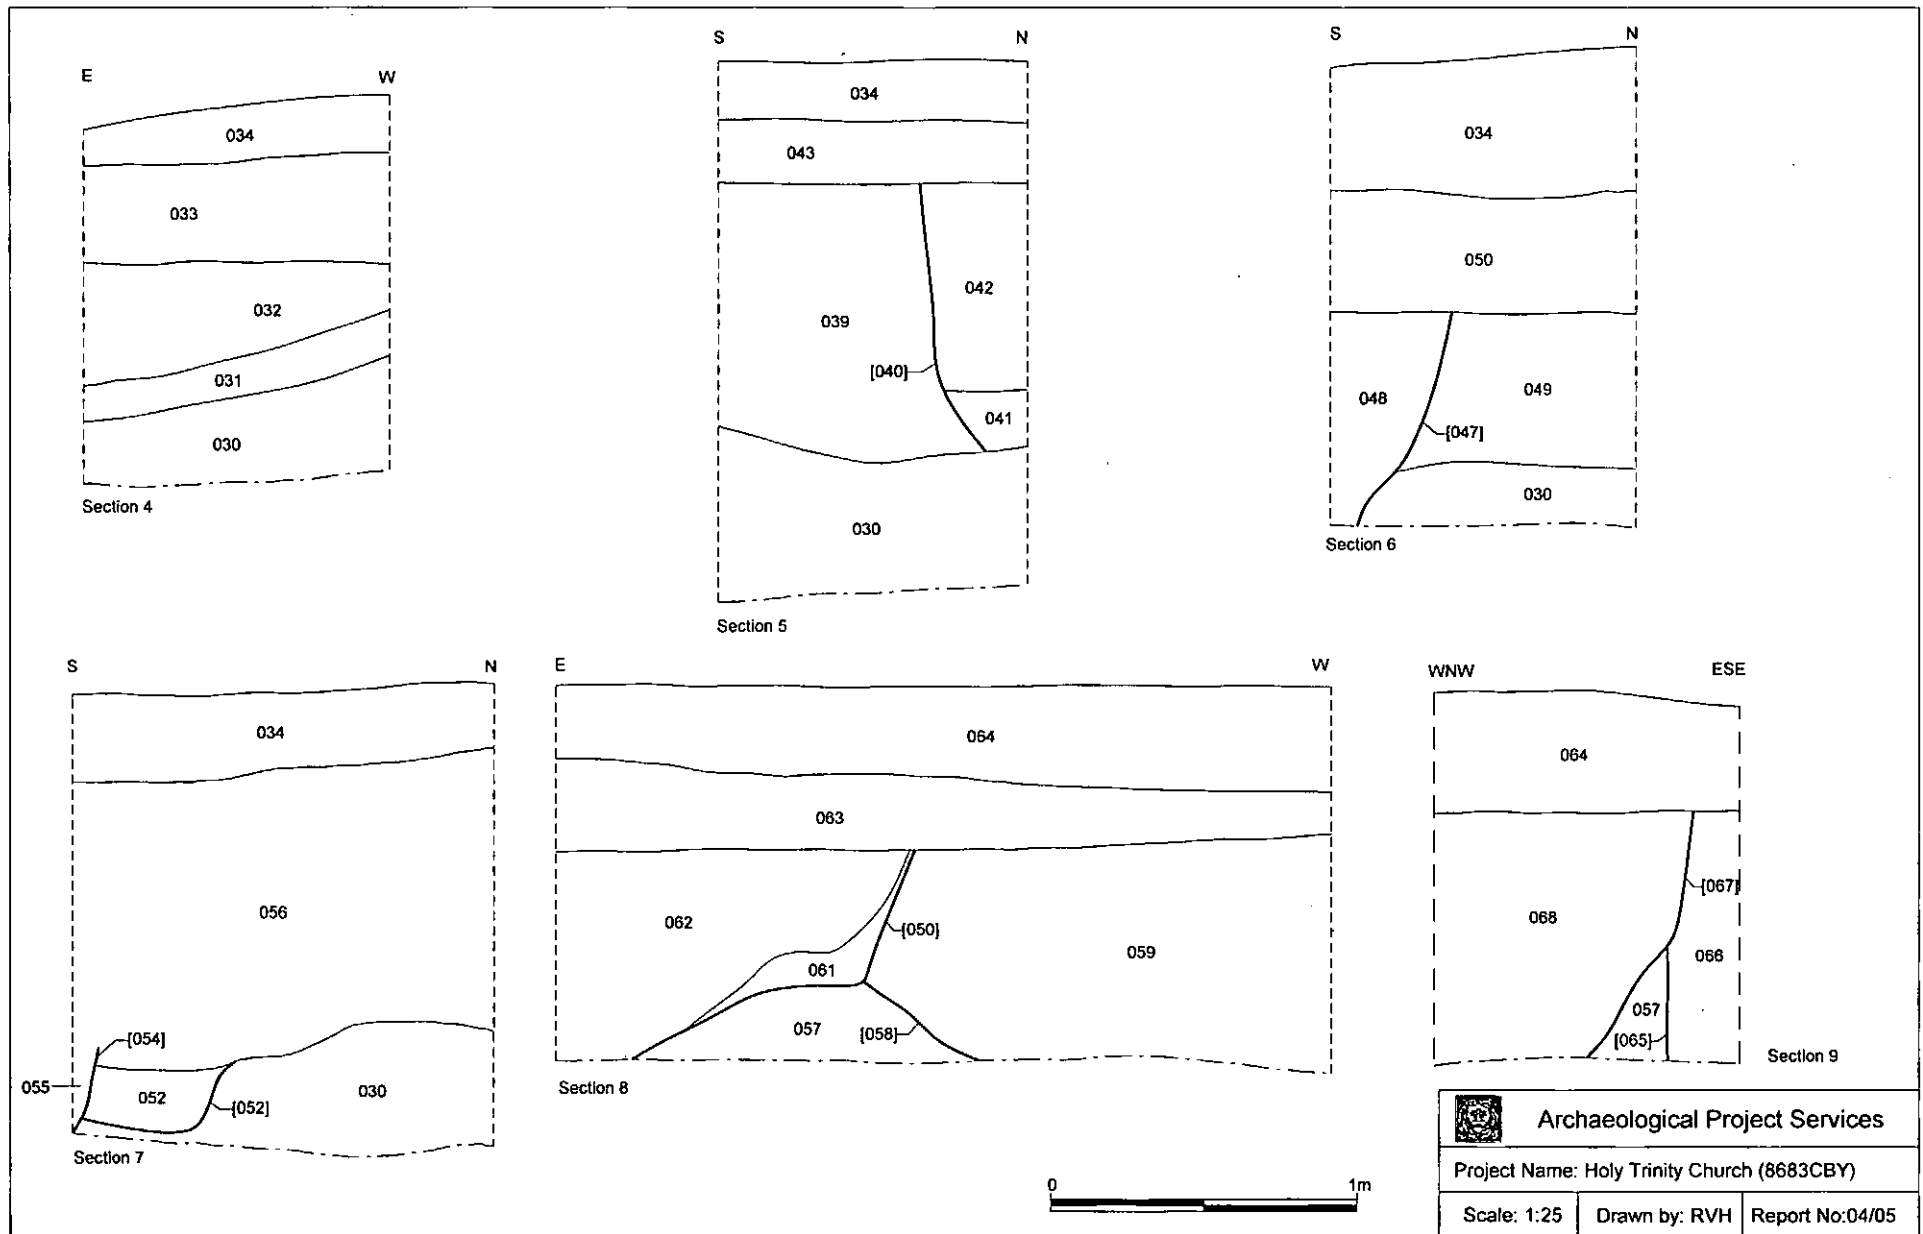 E W
034
033
032
031
030
Section 4
S N
034
043
042
039
[040]
041
030
Section 5
S N
034
050
048
049
[047]
030
Section 6
S N
034
056
[054]
055
052
[052]
030
Section 7
E W
064
063
062
[050]
059
061
057
[058]
Section 8
WNW ESE
064
[067]
068
066
057
[065]
Section 9
0 1m
Archaeological Project Services
Project Name: Holy Trinity Church (8683CBY)
Scale: 1:25 Drawn by: RVH Report No:04/05